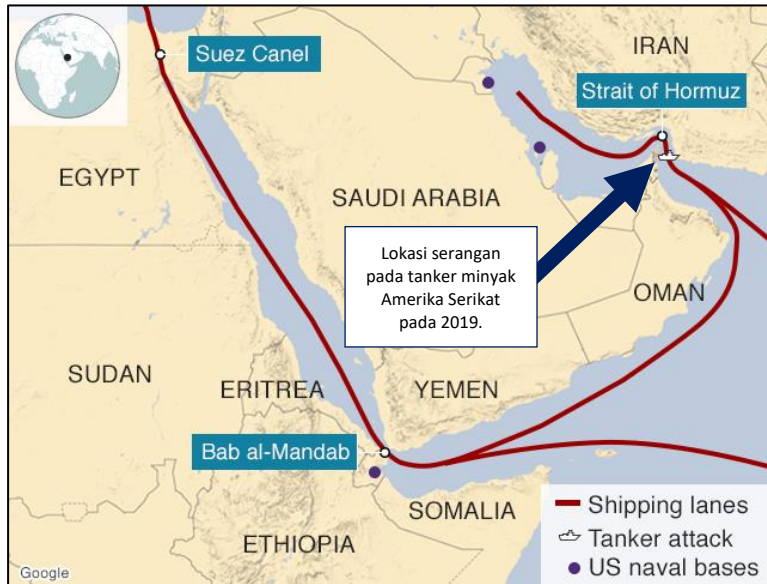 Suez Canel
IRAN
Strait of Hormuz
EGYPT
SAUDI ARABIA
Lokasi serangan
pada tanker minyak
Amerika Serikat
pada 2019.
OMAN
SUDAN
ERITREA
YEMEN
Bab al-Mandab
SOMALIA
ETHIOPIA
Shipping lanes
Tanker attack
US naval bases
Google